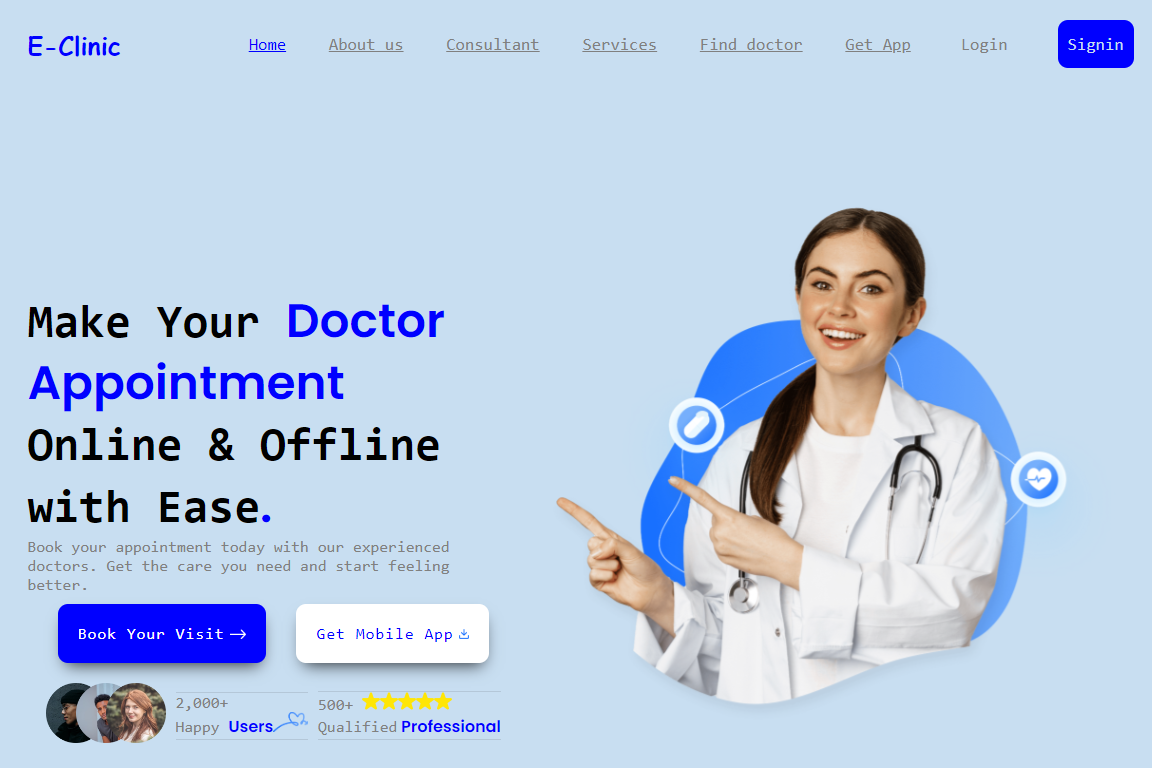 E-Clinic
Home About us Consultant Services Find doctor Get App Login Signin
Make Your Doctor
Appointment
Online & Offline
with Ease.
Book your appointment today with our experienced
doctors. Get the care you need and start feeling
better.
Book Your Visit Get Mobile App
2,000+
Happy Users
500+
Qualified Professional